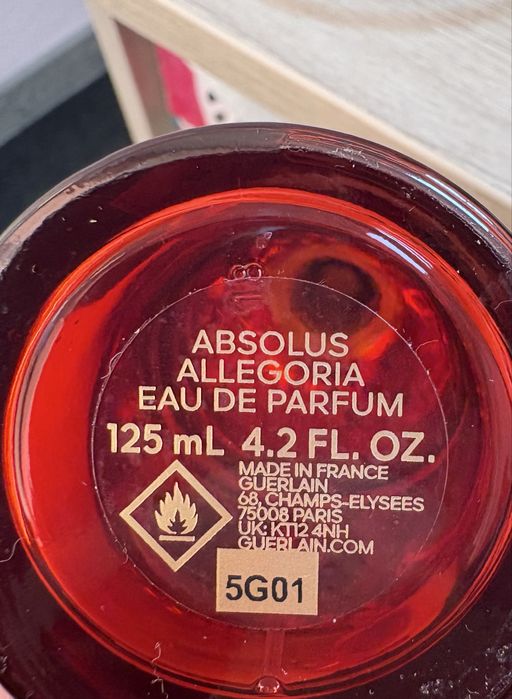 ABSOLUS
ALLEGORIA
EAU DE PARFUM
125 mL 4.2 FL. OZ.
MADE IN FRANCE
GUERLAIN
68, CHAMPS-ELYSEES
75008 PARIS
UK: KT12 4NH
GUERLAIN.COM
5G01